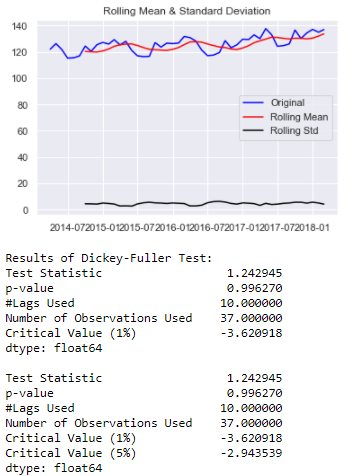 Rolling Mean & Standard Deviation
140
120
100
80
60
40
20
0
Original
Rolling Mean
Rolling Std
2014-07 2015-01 2015-07 2016-01 2016-07 2017-01 2017-07 2018-01
Results of Dickey-Fuller Test:
Test Statistic 1.242945
p-value 0.996270
#Lags Used 10.000000
Number of Observations Used 37.000000
Critical Value (1%) -3.620918
dtype: float64
Test Statistic 1.242945
p-value 0.996270
#Lags Used 10.000000
Number of Observations Used 37.000000
Critical Value (1%) -3.620918
Critical Value (5%) -2.943539
dtype: float64